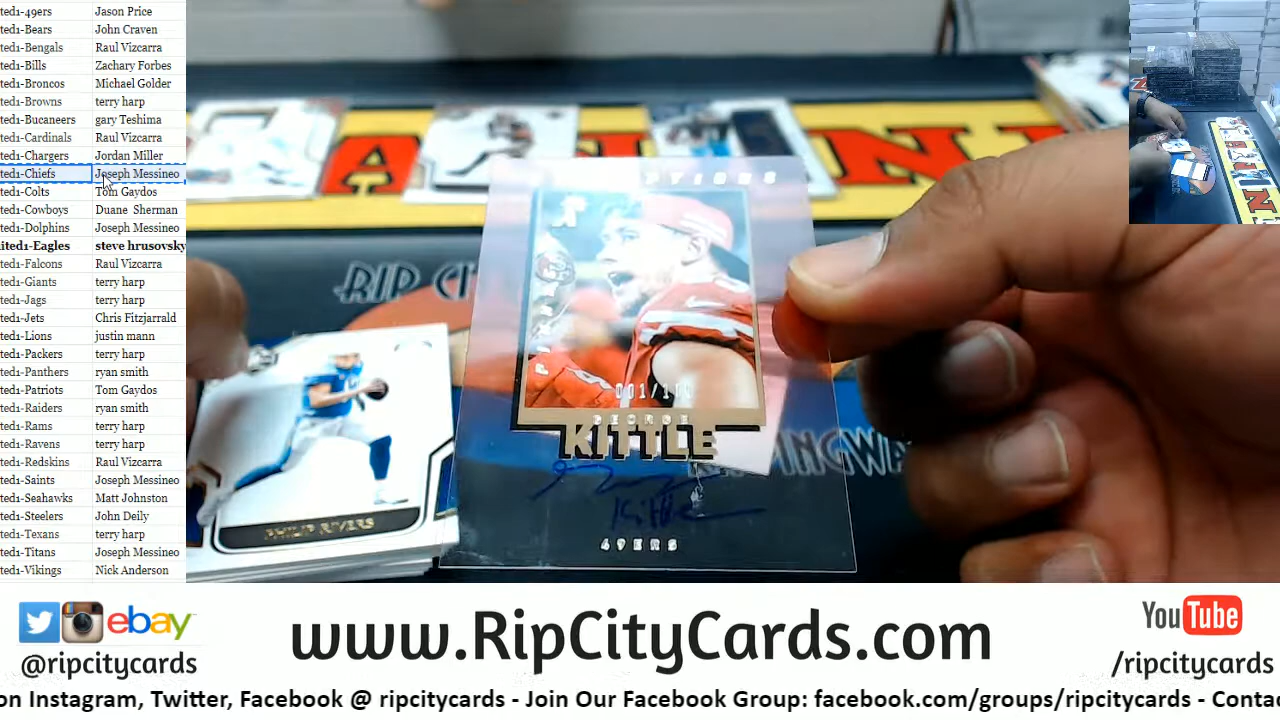 ted1-49ers Jason Price
ted1-Bears John Craven
ted1-Bengals Raul Vizcarra
ted1-Bills Zachary Forbes
ted1-Broncos Michael Golder
ted1-Browns terry harp
ted1-Bucaneers gary Teshima
ted1-Cardinals Raul Vizcarra
ted1-Chargers Jordan Miller
ted1-Chiefs Joseph Messineo
ted1-Colts Tom Gaydos
ted1-Cowboys Duane Sherman
ted1-Dolphins Joseph Messineo
ited1-Eagles steve hrusovsky
ted1-Falcons Raul Vizcarra
ted1-Giants terry harp
ted1-Jags terry harp
ted1-Jets Chris Fitzjarrald
ted1-Lions justin mann
ted1-Packers terry harp
ted1-Panthers ryan smith
ted1-Patriots Tom Gaydos
ted1-Raiders ryan smith
ted1-Rams terry harp
ted1-Ravens terry harp
ted1-Redskins Raul Vizcarra
ted1-Saints Joseph Messineo
ted1-Seahawks Matt Johnston
ted1-Steelers John Deily
ted1-Texans terry harp
ted1-Titans Joseph Messineo
ted1-Vikings Nick Anderson
RIP CI
GEORGE
KITTLE
Kittle
49ERS
PHILIP RIVERS
ebay
@ripcitycards
www.RipCityCards.com
YouTube
/ripcitycards
on Instagram, Twitter, Facebook @ ripcitycards - Join Our Facebook Group: facebook.com/groups/ripcitycards - Contac